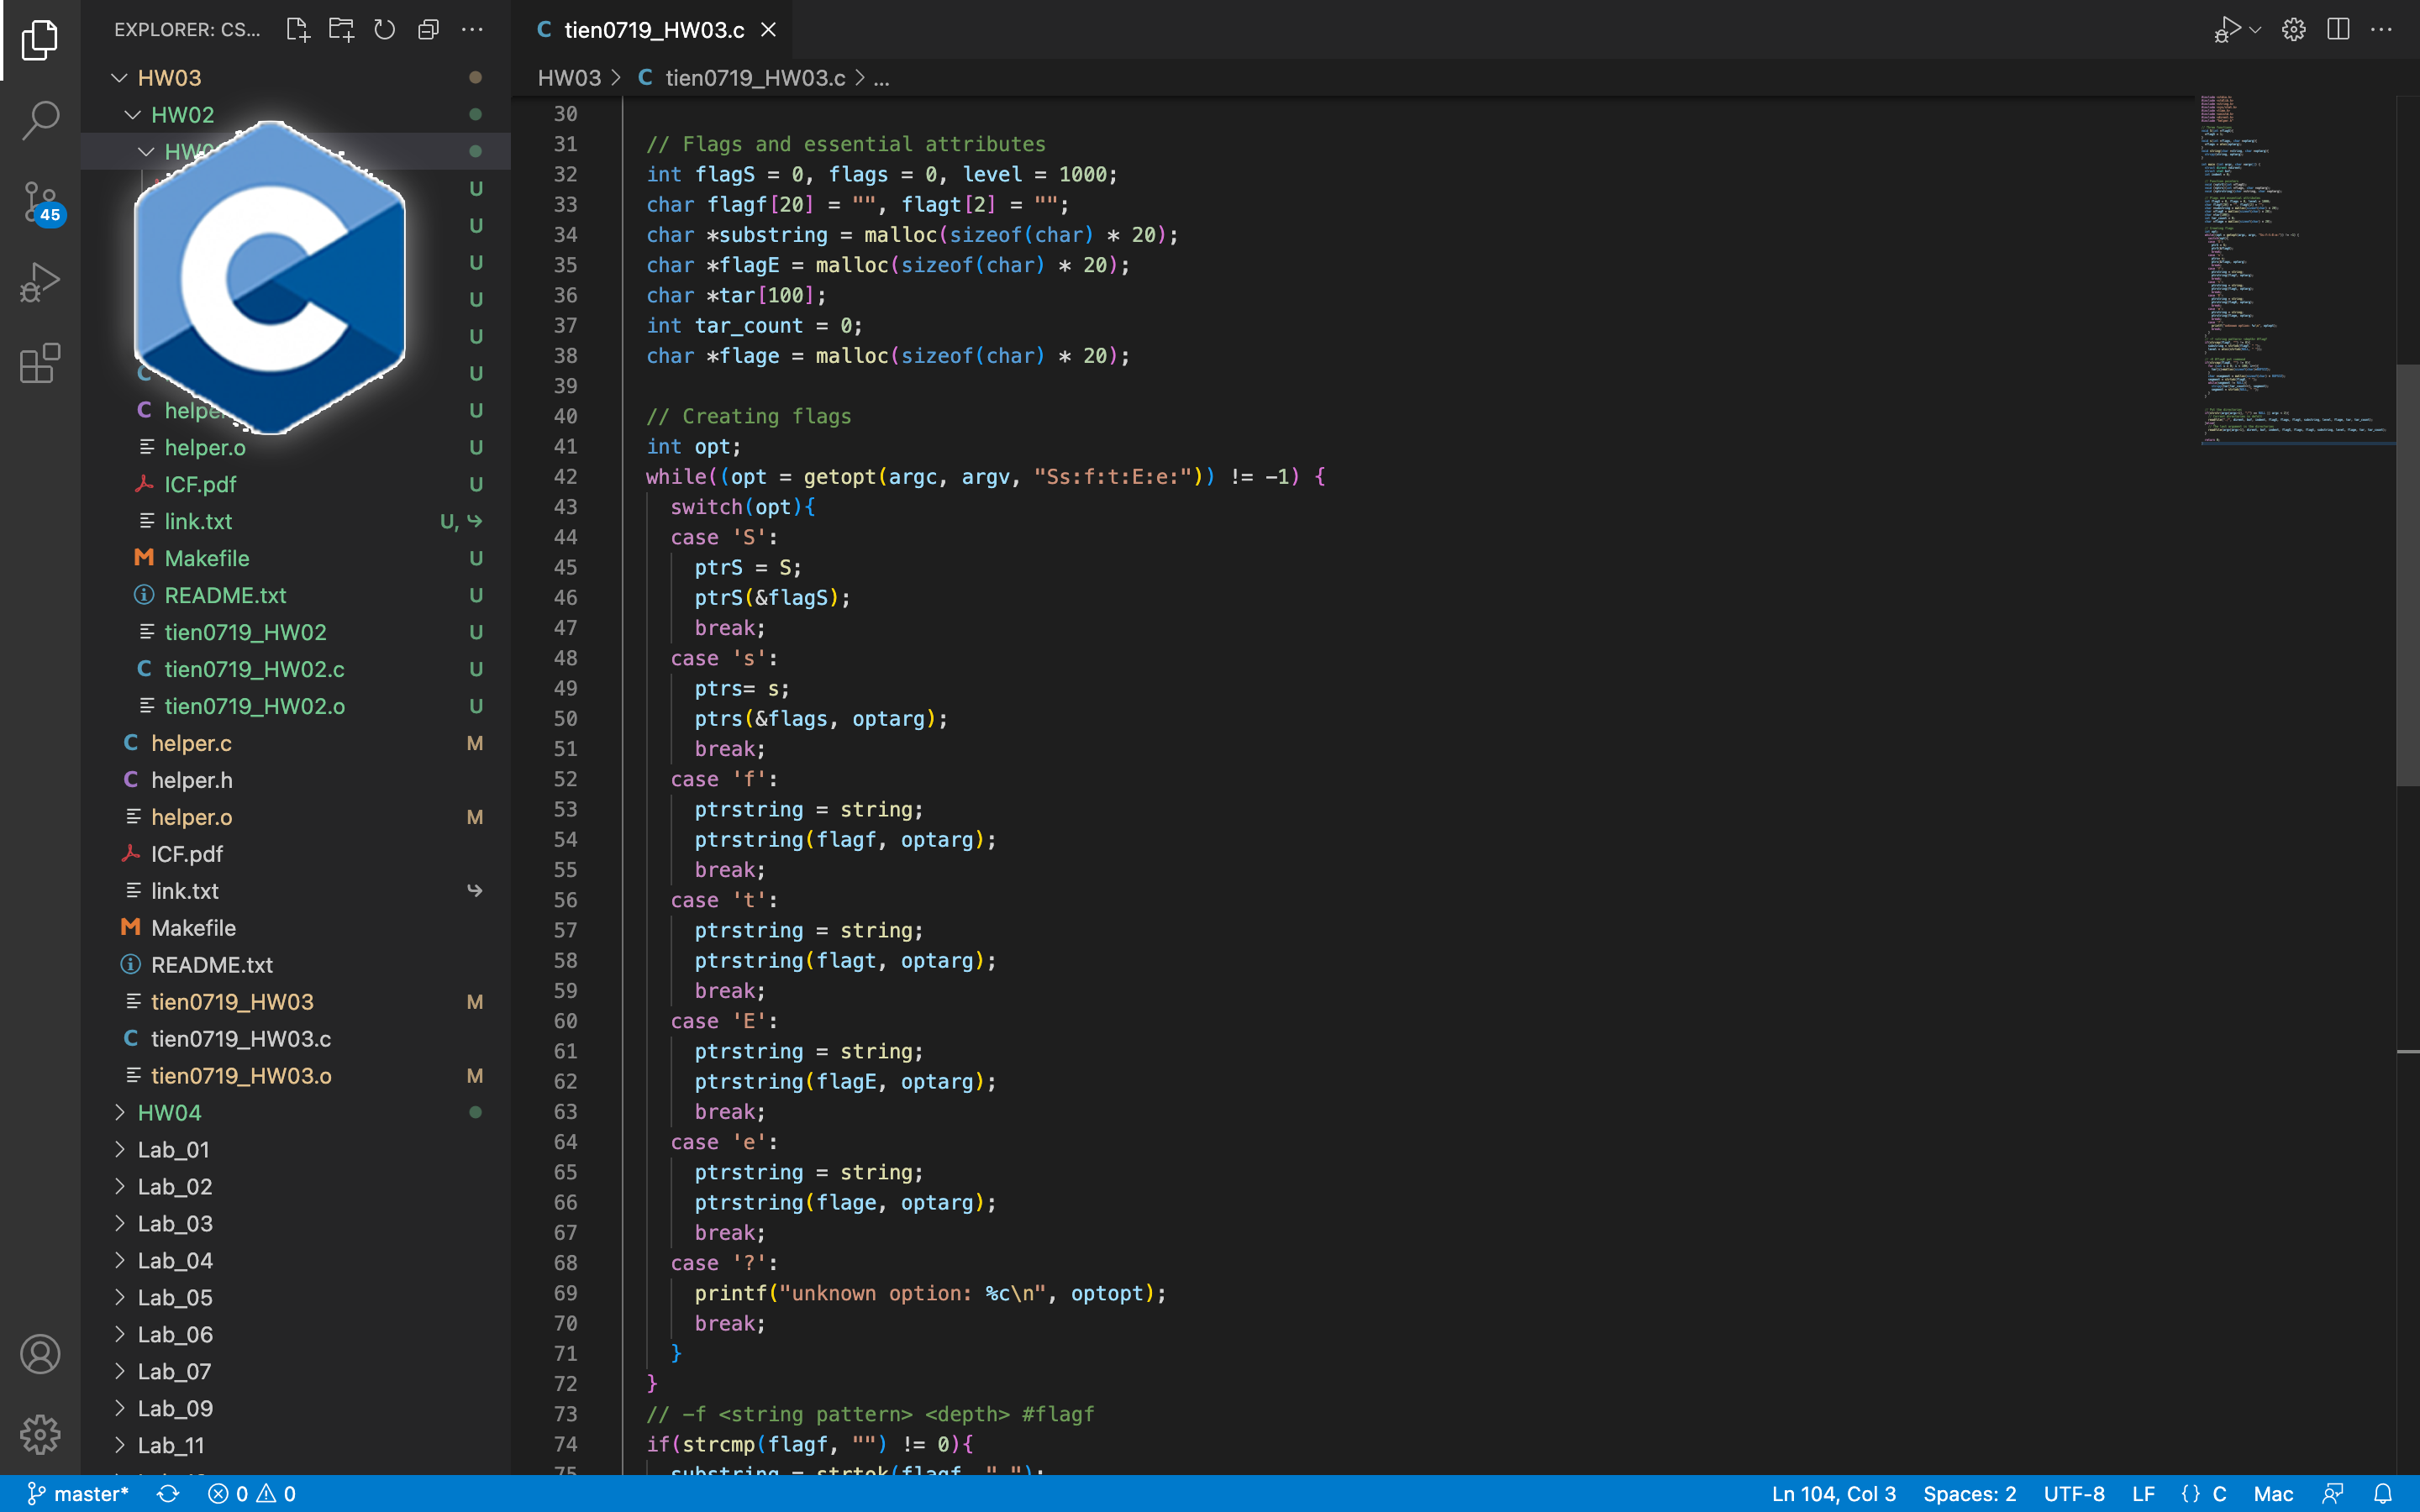 EXPLORER: CS...
HW03
HW02
U
U
U
U
U
U
U
helper.o U
ICF.pdf U
link.txt U,
Makefile U
README.txt U
tien0719_HW02 U
tien0719_HW02.c U
tien0719_HW02.o U
helper.c M
helper.h
helper.o M
ICF.pdf
link.txt
Makefile
README.txt
tien0719_HW03 M
tien0719_HW03.c
tien0719_HW03.o M
HW04
Lab_01
Lab_02
Lab_03
Lab_04
Lab_05
Lab_06
Lab_07
Lab_09
Lab_11
45
C
C tien0719_HW03.c
HW03 > C tien0719_HW03.c > ...
30
31 // Flags and essential attributes
32 int flagS = 0, flags = 0, level = 1000;
33 char flagf[20] = "", flagt[2] = "";
34 char *substring = malloc(sizeof(char) * 20);
35 char *flagE = malloc(sizeof(char) * 20);
36 char *tar[100];
37 int tar_count = 0;
38 char *flage = malloc(sizeof(char) * 20);
39
40 // Creating flags
41 int opt;
42 while((opt = getopt(argc, argv, "Ss:f:t:E:e:")) != -1) {
43 switch(opt){
44 case 'S':
45 ptrS = S;
46 ptrS(&flagS);
47 break;
48 case 's':
49 ptrs= s;
50 ptrs(&flags, optarg);
51 break;
52 case 'f':
53 ptrstring = string;
54 ptrstring(flagf, optarg);
55 break;
56 case 't':
57 ptrstring = string;
58 ptrstring(flagt, optarg);
59 break;
60 case 'E':
61 ptrstring = string;
62 ptrstring(flagE, optarg);
63 break;
64 case 'e':
65 ptrstring = string;
66 ptrstring(flage, optarg);
67 break;
68 case '?':
69 printf("unknown option: %c\n", optopt);
70 break;
71 }
72 }
73 // -f <string pattern> <depth> #flagf
74 if(strcmp(flagf, "") != 0){
75 substring = strtok(flagf, " ");
master* 0 0
Ln 104, Col 3 Spaces: 2 UTF-8 LF {} C Mac